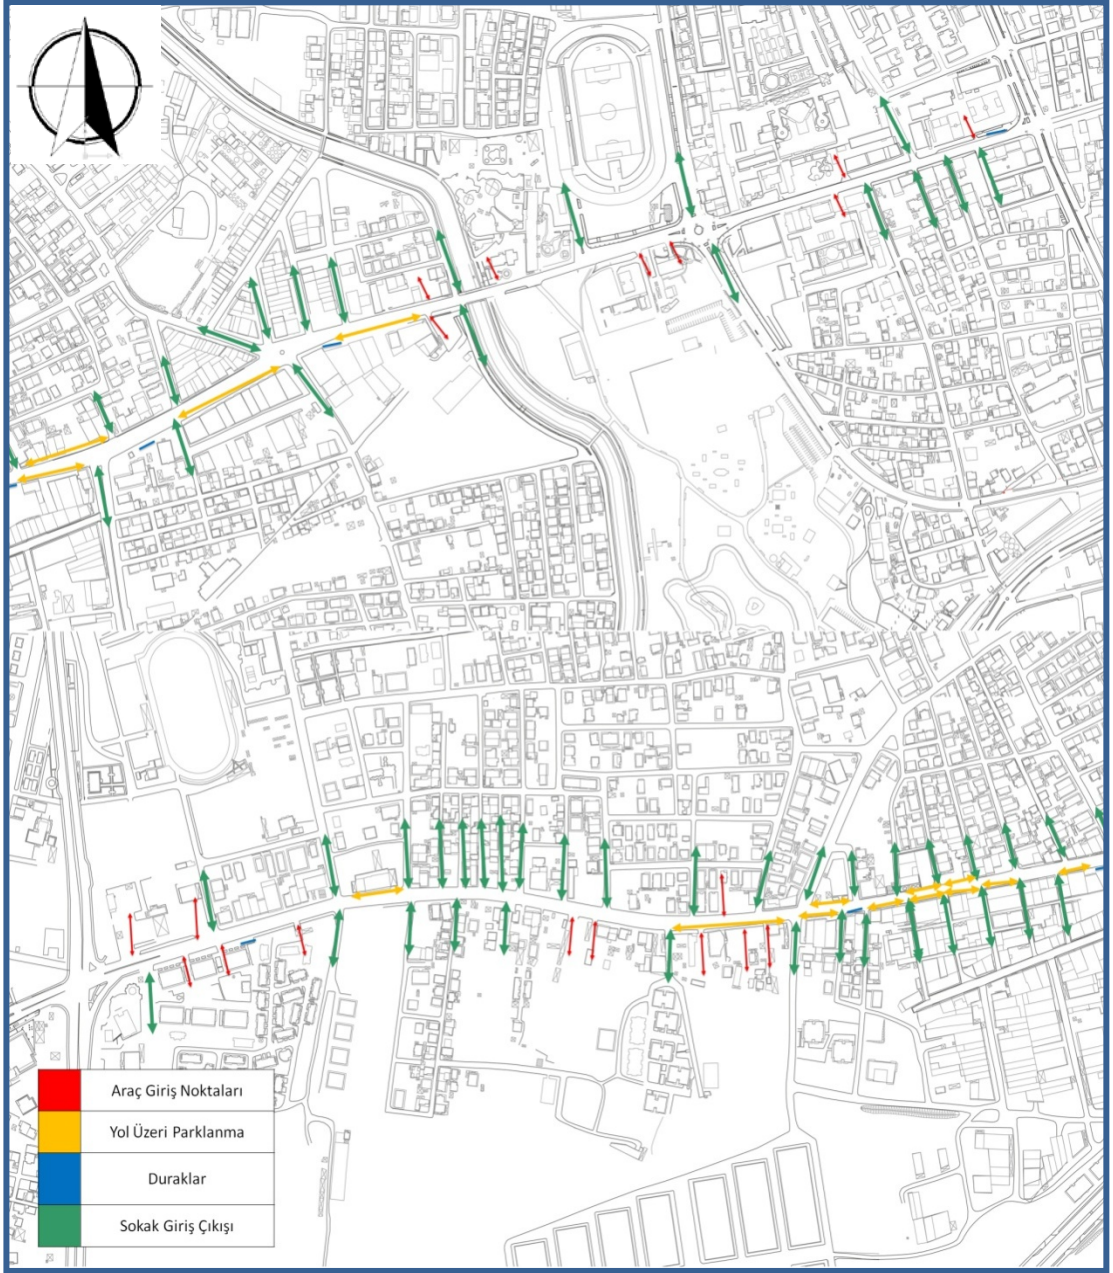 Araç Giriş Noktaları
Yol Üzeri Parklanma
Duraklar
Sokak Giriş Çıkışı